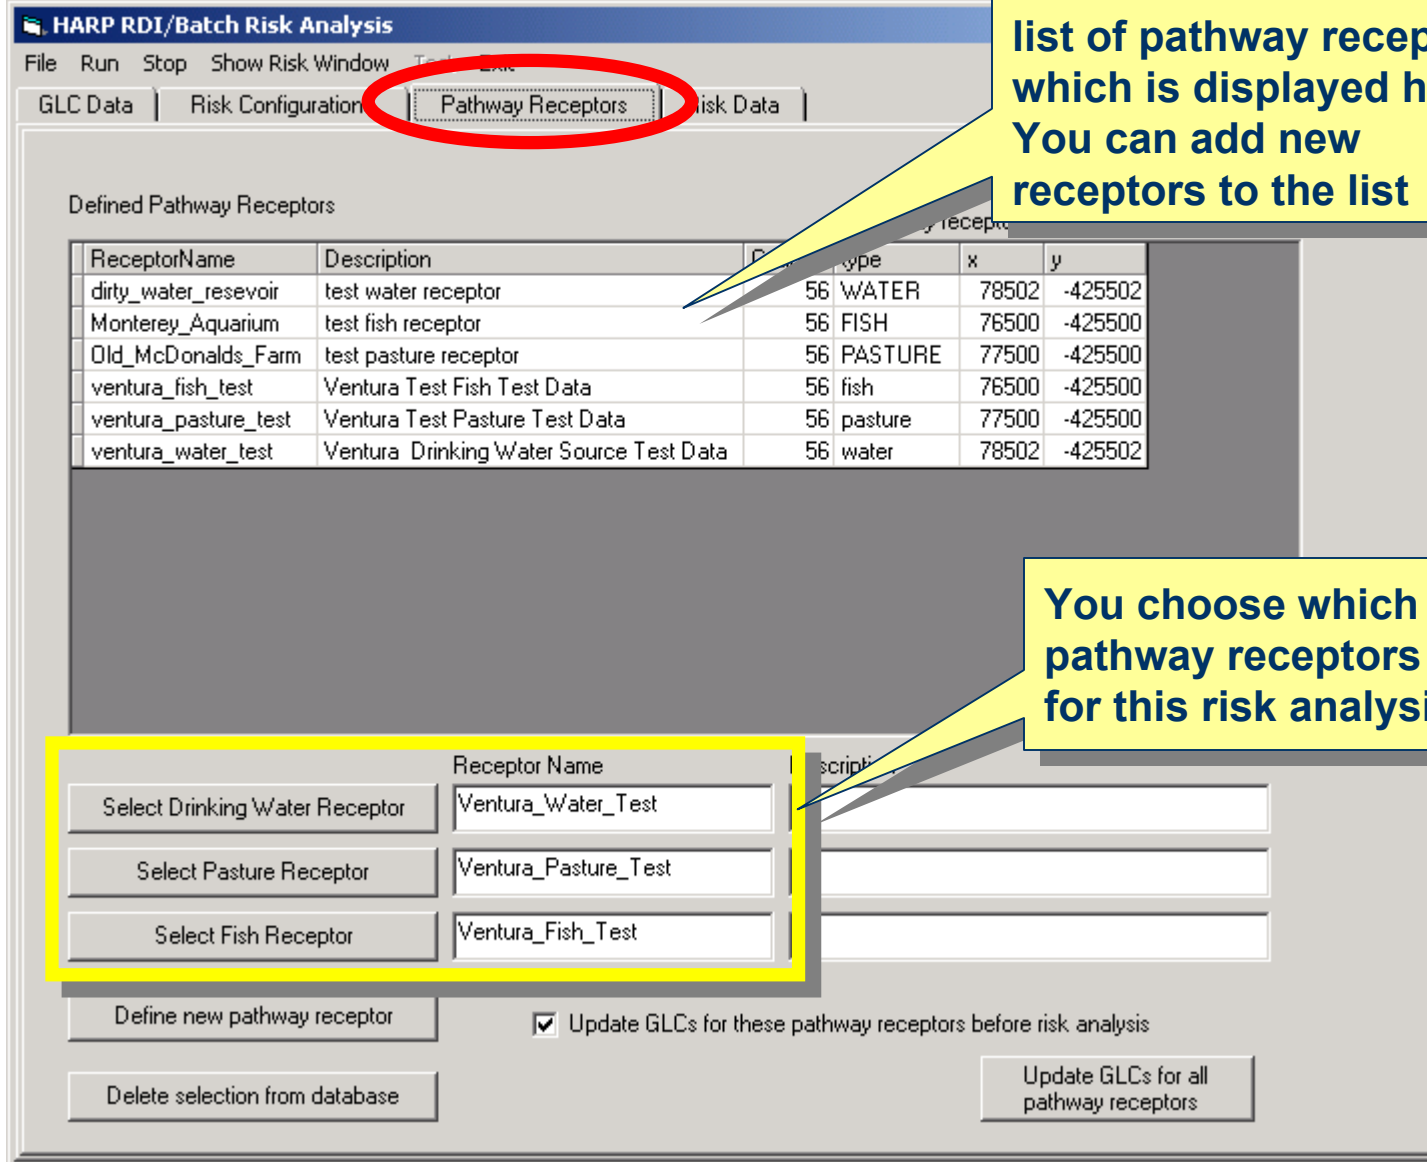 HARP RDI/Batch Risk Analysis
File Run Stop Show Risk Window Exit
GLC Data Risk Configuration Pathway Receptors Risk Data
list of pathway recep
which is displayed h
You can add new
receptors to the list
Defined Pathway Receptors
ReceptorName Description type x y
dirty_water_resevoir test water receptor 56 WATER 78502 -425502
Monterey_Aquarium test fish receptor 56 FISH 76500 -425500
Old_McDonalds_Farm test pasture receptor 56 PASTURE 77500 -425500
ventura_fish_test Ventura Test Fish Test Data 56 fish 76500 -425500
ventura_pasture_test Ventura Test Pasture Test Data 56 pasture 77500 -425500
ventura_water_test Ventura Drinking Water Source Test Data 56 water 78502 -425502
You choose which
pathway receptors
for this risk analysi
Receptor Name Description
Select Drinking Water Receptor Ventura_Water_Test
Select Pasture Receptor Ventura_Pasture_Test
Select Fish Receptor Ventura_Fish_Test
Define new pathway receptor
Update GLCs for these pathway receptors before risk analysis
Delete selection from database
Update GLCs for all
pathway receptors